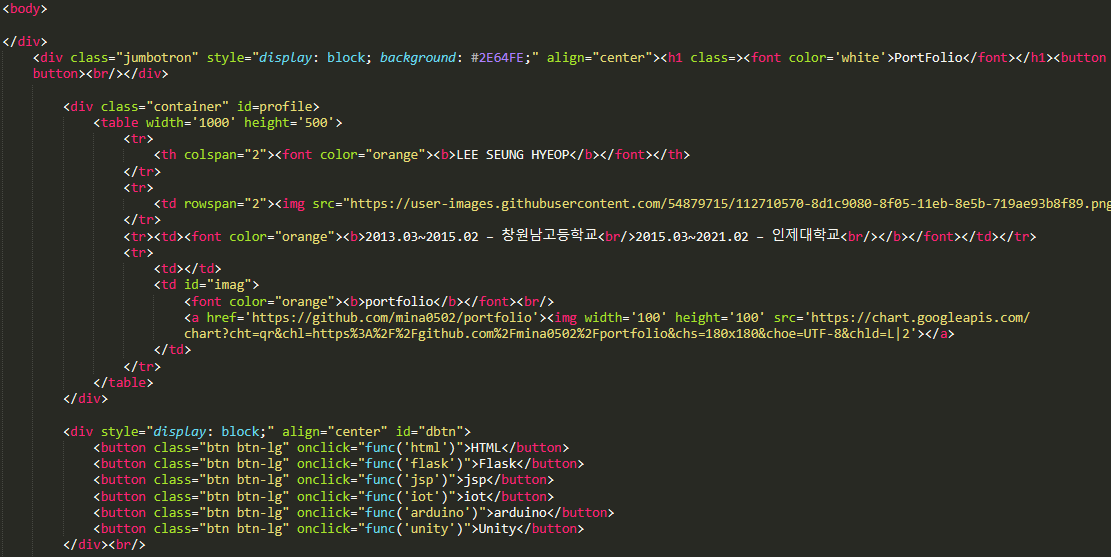 <body>
</div>
<div class="jumbotron" style="display: block; background: #2E64FE;" align="center"><h1 class=><font color='white'>PortFolio</font></h1><button
button><br/></div>
<div class="container" id=profile>
<table width='1000' height='500'>
<tr>
<th colspan="2"><font color="orange"><b>LEE SEUNG HYEOP</b></font></th>
</tr>
<tr>
<td rowspan="2"><img src="https://user-images.githubusercontent.com/54879715/112710570-8d1c9080-8f05-11eb-8e5b-719ae93b8f89.png
</tr>
<tr><td><font color="orange"><b>2013.03~2015.02 – 창원남고등학교<br/>2015.03~2021.02 – 인제대학교<br/></b></font></td></tr>
<tr>
<td></td>
<td id="imag">
<font color="orange"><b>portfolio</b></font><br/>
<a href='https://github.com/mina0502/portfolio'><img width='100' height='100' src='https://chart.googleapis.com/
chart?cht=qr&chl=https%3A%2F%2Fgithub.com%2Fmina0502%2Fportfolio&chs=180x180&choe=UTF-8&chld=L|2'></a>
</td>
</tr>
</table>
</div>
<div style="display: block;" align="center" id="dbtn">
<button class="btn btn-lg" onclick="func('html')">HTML</button>
<button class="btn btn-lg" onclick="func('flask')">Flask</button>
<button class="btn btn-lg" onclick="func('jsp')">jsp</button>
<button class="btn btn-lg" onclick="func('iot')">iot</button>
<button class="btn btn-lg" onclick="func('arduino')">arduino</button>
<button class="btn btn-lg" onclick="func('unity')">Unity</button>
</div><br/>